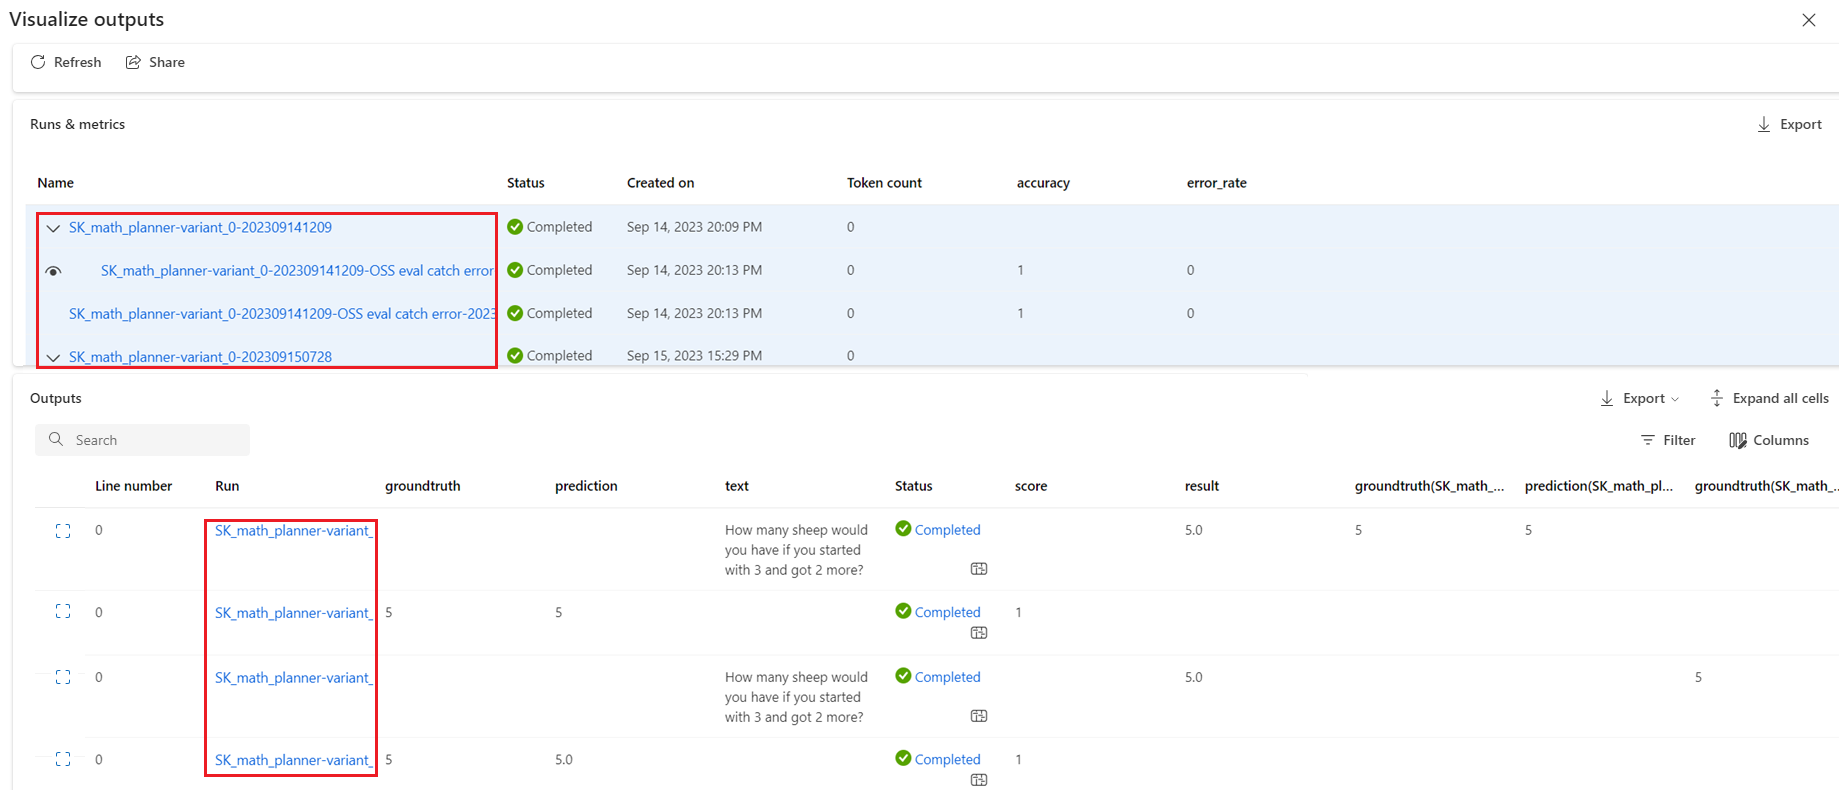 Visualize outputs
Refresh Share
Runs & metrics Export
Name Status Created on Token count accuracy error_rate
SK_math_planner-variant_0-202309141209 Completed Sep 14, 2023 20:09 PM 0
SK_math_planner-variant_0-202309141209-OSS eval catch error Completed Sep 14, 2023 20:13 PM 0 1 0
SK_math_planner-variant_0-202309141209-OSS eval catch error-2023 Completed Sep 14, 2023 20:13 PM 0 1 0
SK_math_planner-variant_0-202309150728 Completed Sep 15, 2023 15:29 PM 0
Outputs Export Expand all cells
Search Filter Columns
Line number Run groundtruth prediction text Status score result groundtruth(SK_math_... prediction(SK_math_pl... groundtruth(SK_math_...
0 SK_math_planner-variant_ How many sheep would Completed 5.0 5 5
you have if you started
with 3 and got 2 more?
0 SK_math_planner-variant_ 5 5 Completed 1
0 SK_math_planner-variant_ How many sheep would Completed 5.0 5
you have if you started
with 3 and got 2 more?
0 SK_math_planner-variant_ 5 5.0 Completed 1